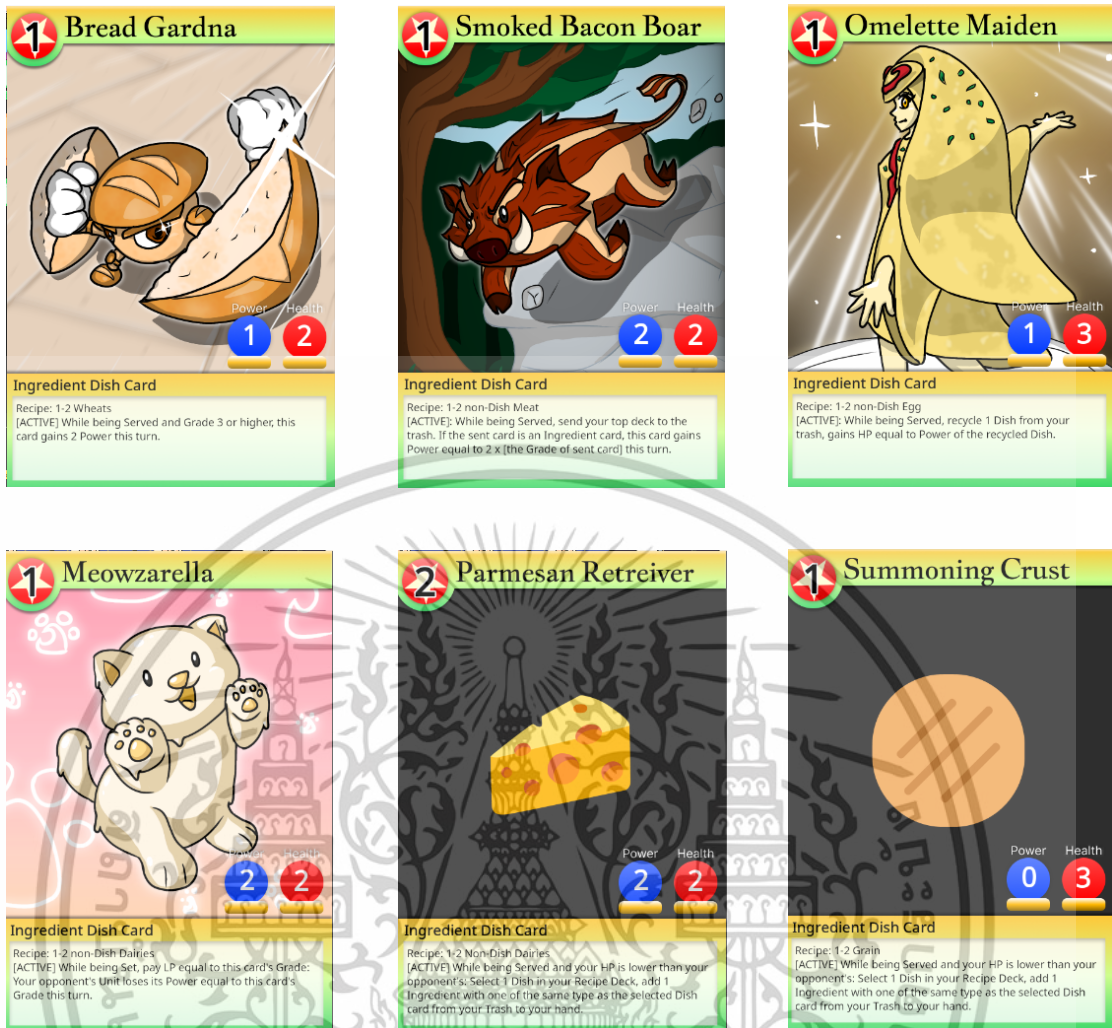 1 Bread Gardna
Power Health
1 2
Ingredient Dish Card
Recipe: 1-2 Wheats
[ACTIVE] While being Served and Grade 3 or higher, this
card gains 2 Power this turn.
1 Smoked Bacon Boar
Y
Power Health
2 2
Ingredient Dish Card
Recipe: 1-2 non-Dish Meat
[ACTIVE]: While being Served, send your top deck to the
trash. If the sent card is an Ingredient card, this card gains
Power equal to 2 x [the Grade of sent card] this turn.
1 Omelette Maiden
Power Health
1 3
Ingredient Dish Card
Recipe: 1-2 non-Dish Egg
[ACTIVE]: While being Served, recycle 1 Dish from your
trash, gains HP equal to Power of the recycled Dish.
1 Meowzarella
Power Health
2 2
Ingredient Dish Card
Recipe: 1-2 non-Dish Dairies
[ACTIVE] While being Set, pay LP equal to this card's Grade:
Your opponent's Unit loses its Power equal to this card's
Grade this turn.
2 Parmesan Retreiver
Power Health
2 2
Ingredient Dish Card
Recipe: 1-2 Non-Dish Dairies
[ACTIVE] While being Served and your HP is lower than your
opponent's: Select 1 Dish in your Recipe Deck, add 1
Ingredient with one of the same type as the selected Dish
card from your Trash to your hand.
1 Summoning Crust
Power Health
0 3
Ingredient Dish Card
Recipe: 1-2 Grain
[ACTIVE] While being Served and your HP is lower than your
opponent's: Select 1 Dish in your Recipe Deck, add 1
Ingredient with one of the same type as the selected Dish
card from your Trash to your hand.